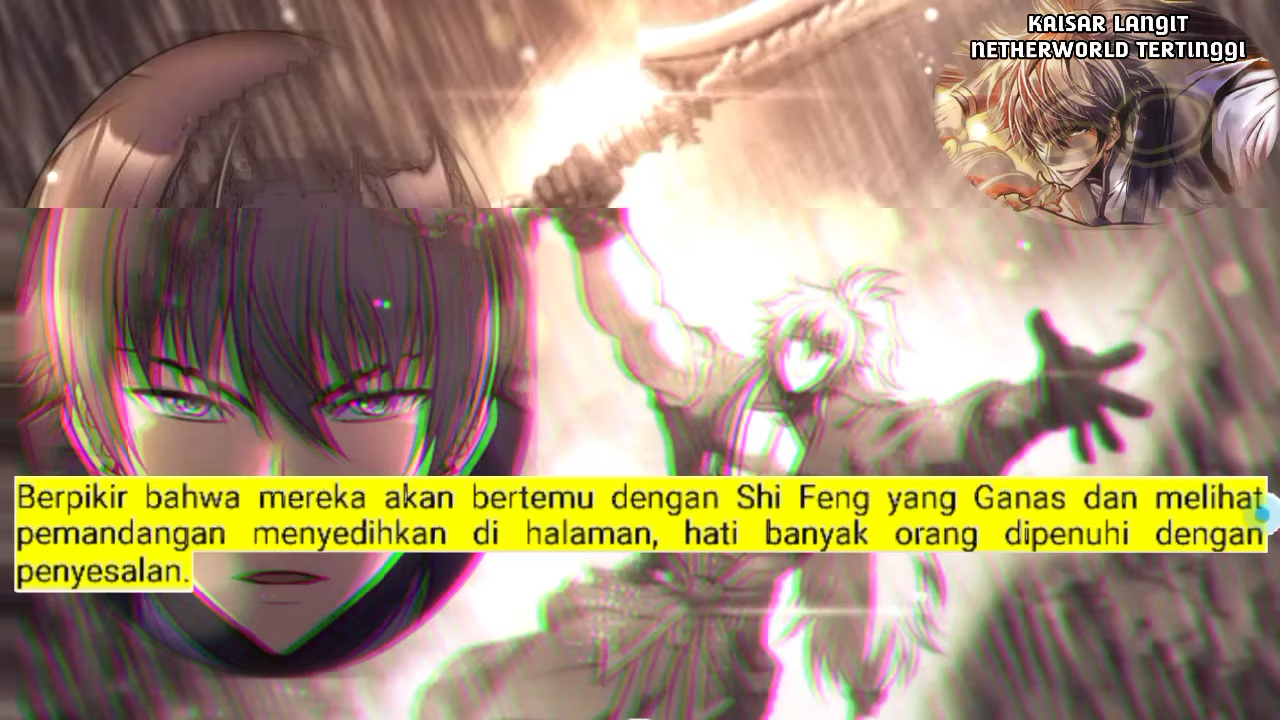 KAISAR LANGIT
NETHERWORLD TERTINGGI
Berpikir bahwa mereka akan bertemu dengan Shi Feng yang Ganas dan melihat
pemandangan menyedihkan di halaman, hati banyak orang dipenuhi dengan
penyesalan.